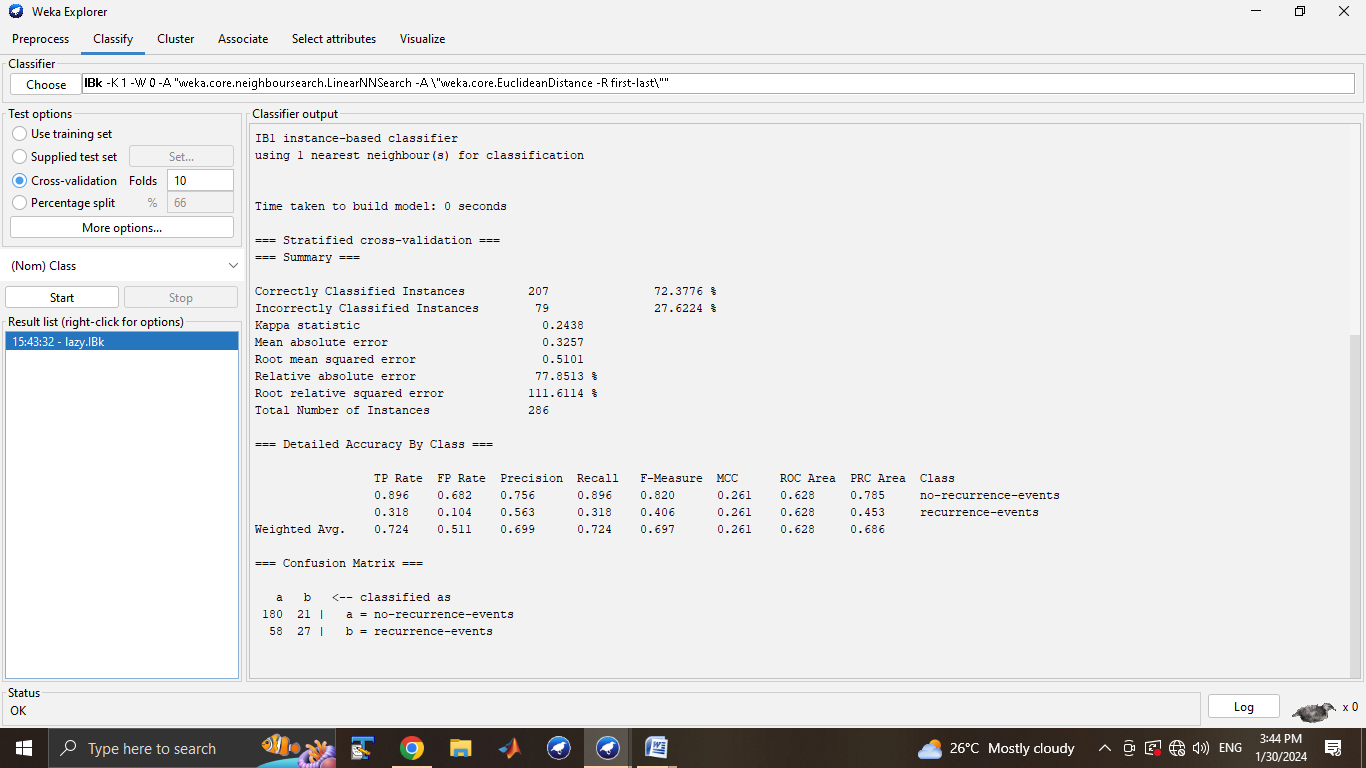 Weka Explorer
Preprocess Classify Cluster Associate Select attributes Visualize
Classifier
Choose IBk -K 1 -W 0 -A "weka.core.neighboursearch.LinearNNSearch -A \"weka.core.EuclideanDistance -R first-last\""
Test options
Use training set
Supplied test set Set...
Cross-validation Folds 10
Percentage split % 66
More options...
(Nom) Class
Start Stop
Result list (right-click for options)
15:43:32 - lazy.IBk
Classifier output
IB1 instance-based classifier
using 1 nearest neighbour(s) for classification
Time taken to build model: 0 seconds
=== Stratified cross-validation ===
=== Summary ===
Correctly Classified Instances 207 72.3776 %
Incorrectly Classified Instances 79 27.6224 %
Kappa statistic 0.2438
Mean absolute error 0.3257
Root mean squared error 0.5101
Relative absolute error 77.8513 %
Root relative squared error 111.6114 %
Total Number of Instances 286
=== Detailed Accuracy By Class ===
TP Rate FP Rate Precision Recall F-Measure MCC ROC Area PRC Area Class
0.896 0.682 0.756 0.896 0.820 0.261 0.628 0.785 no-recurrence-events
0.318 0.104 0.563 0.318 0.406 0.261 0.628 0.453 recurrence-events
Weighted Avg. 0.724 0.511 0.699 0.724 0.697 0.261 0.628 0.686
=== Confusion Matrix ===
a b <-- classified as
180 21 | a = no-recurrence-events
58 27 | b = recurrence-events
Status
OK
Log x 0
Type here to search
26°C Mostly cloudy
ENG
3:44 PM
1/30/2024